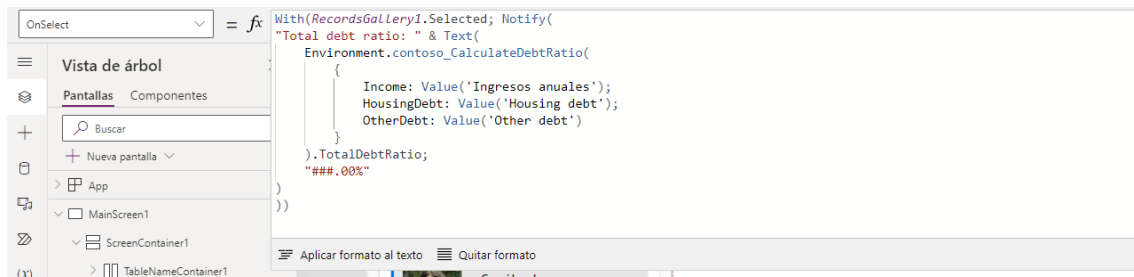 OnSelect
= fx
With(RecordsGallery1.Selected; Notify(
"Total debt ratio: " & Text(
    Environment.contoso_CalculateDebtRatio(
        {
            Income: Value('Ingresos anuales');
            HousingDebt: Value('Housing debt');
            OtherDebt: Value('Other debt')
        }
    ).TotalDebtRatio;
    "###.00%"
)
))
Vista de árbol
Pantallas Componentes
Buscar
Nueva pantalla
App
MainScreen1
ScreenContainer1
TableNameContainer1
(x)
Aplicar formato al texto Quitar formato